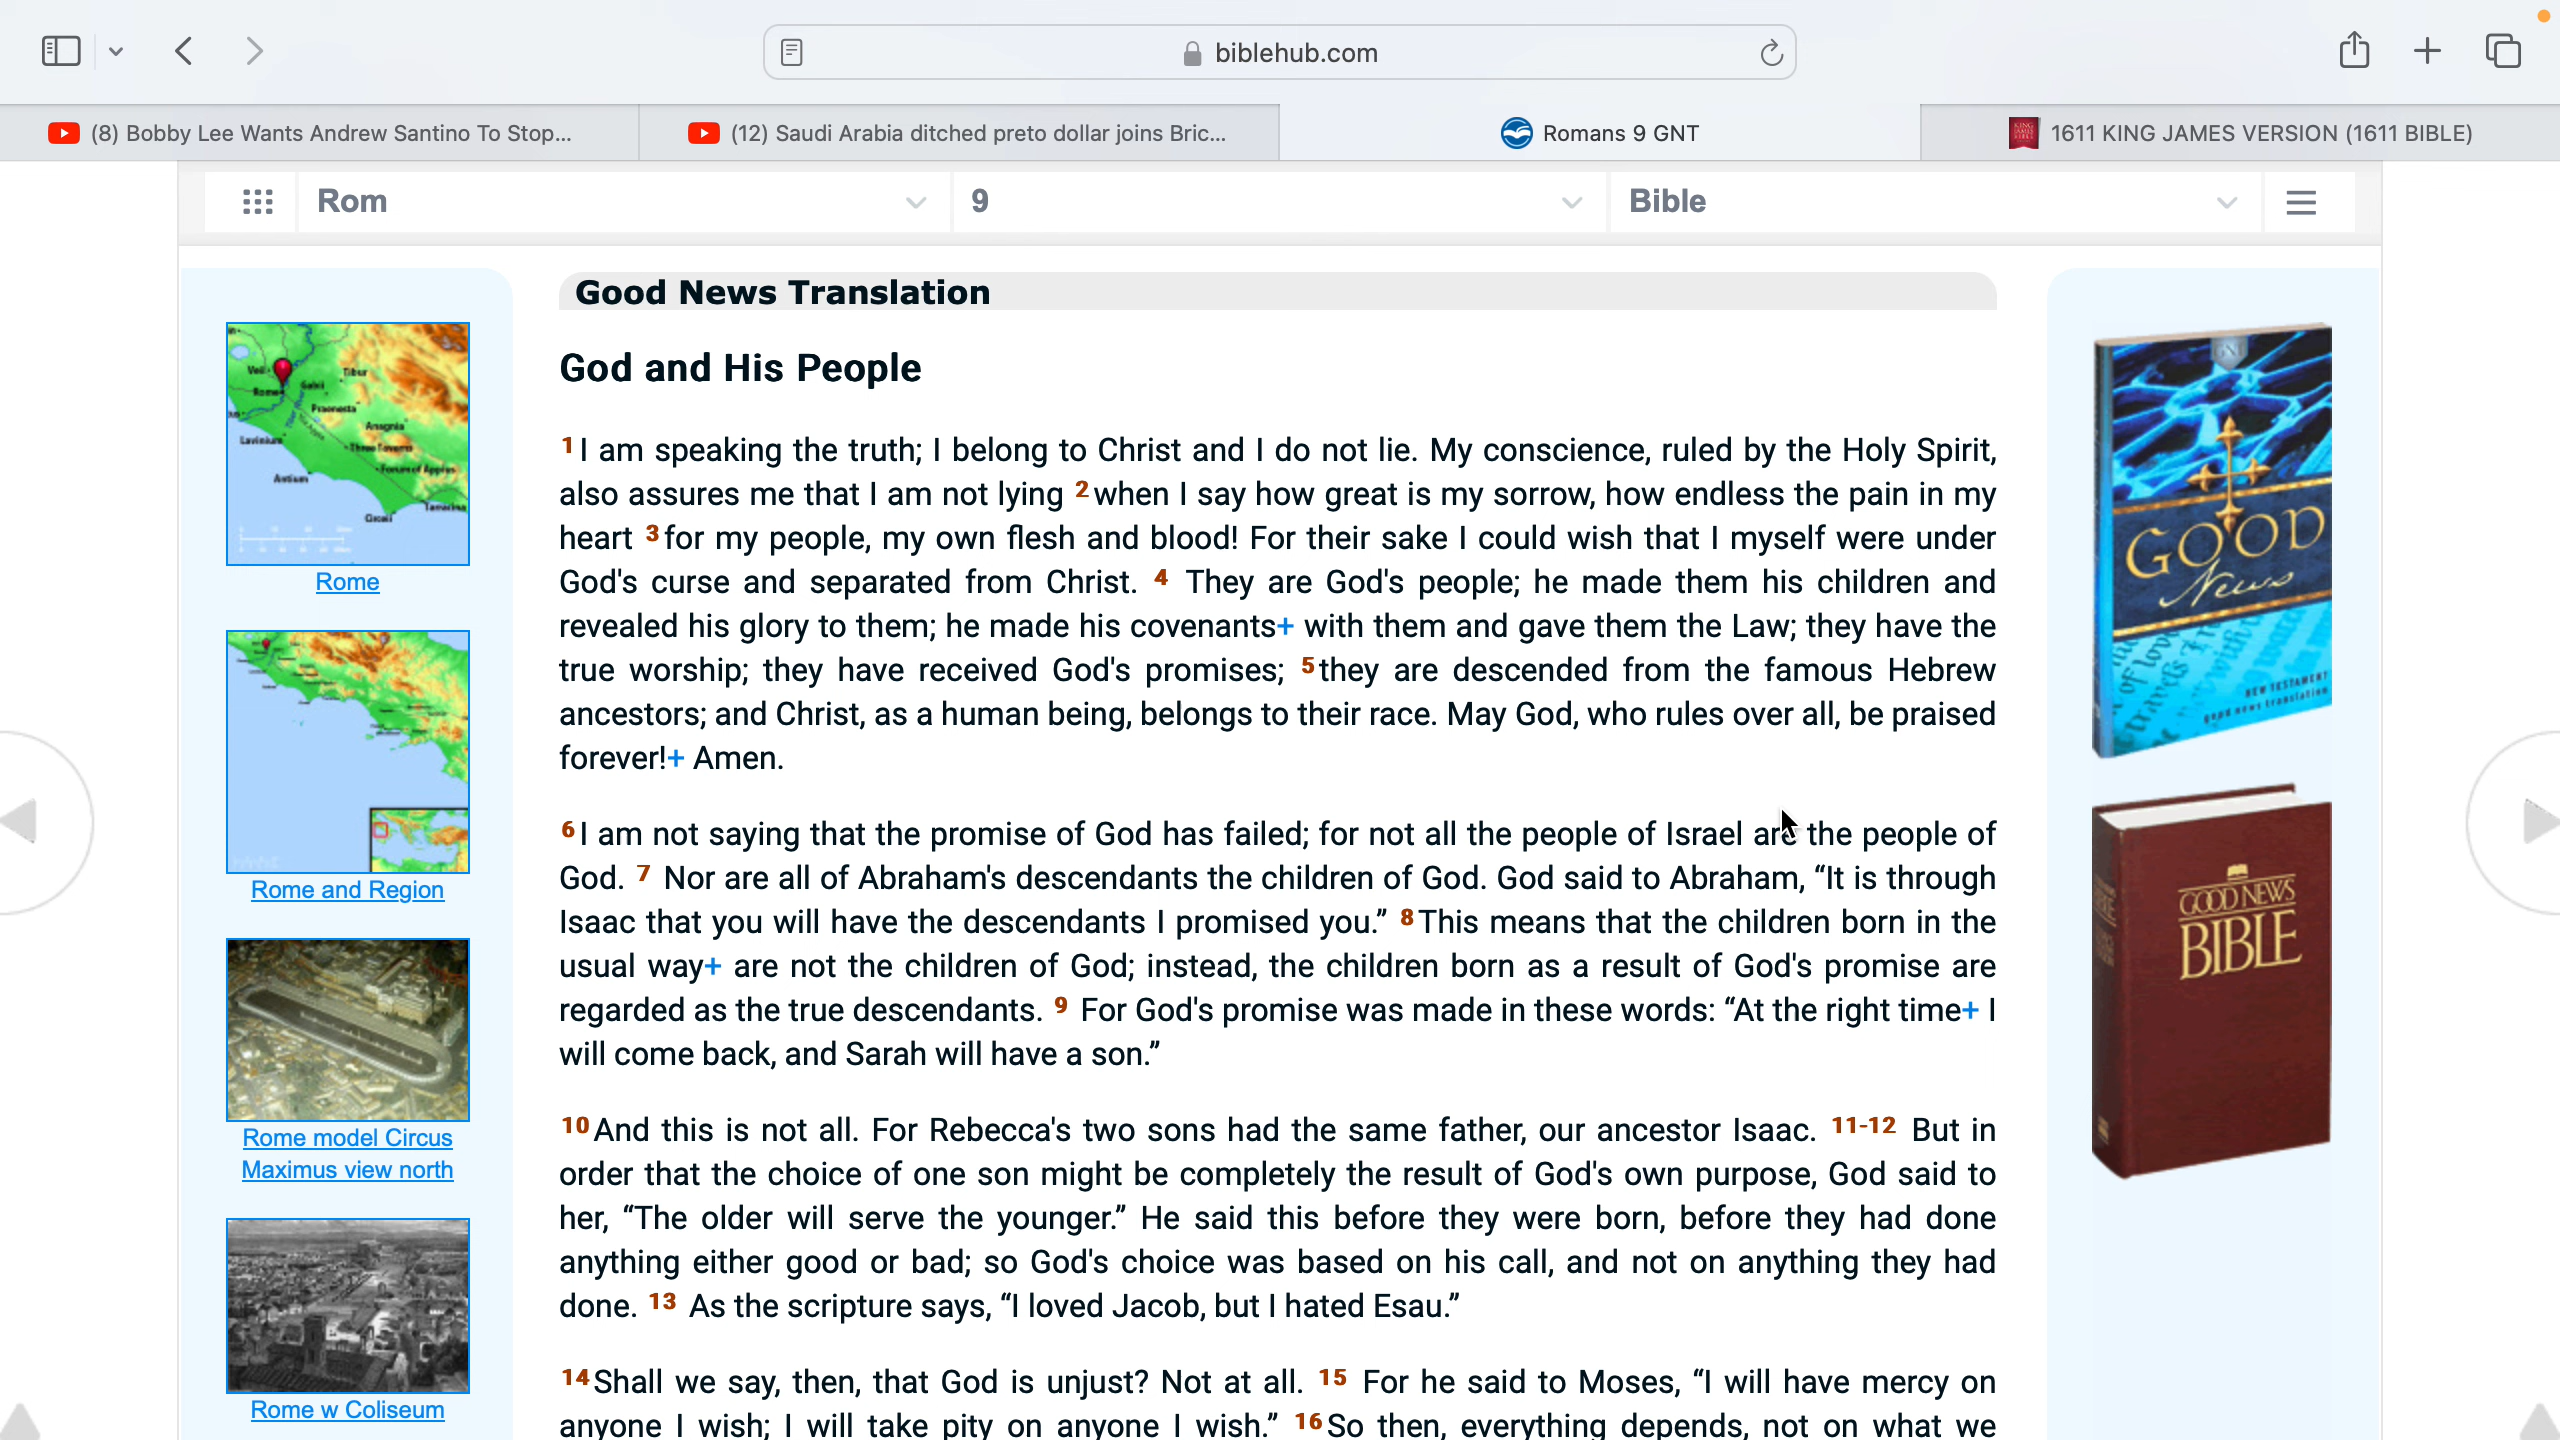 biblehub.com
(8) Bobby Lee Wants Andrew Santino To Stop...
(12) Saudi Arabia ditched preto dollar joins Bric...
Romans 9 GNT
1611 KING JAMES VERSION (1611 BIBLE)
Rom
9
Bible
Good News Translation
God and His People
1 I am speaking the truth; I belong to Christ and I do not lie. My conscience, ruled by the Holy Spirit,
also assures me that I am not lying 2 when I say how great is my sorrow, how endless the pain in my
heart 3 for my people, my own flesh and blood! For their sake I could wish that I myself were under
God's curse and separated from Christ. 4 They are God's people; he made them his children and
revealed his glory to them; he made his covenants+ with them and gave them the Law; they have the
true worship; they have received God's promises; 5 they are descended from the famous Hebrew
ancestors; and Christ, as a human being, belongs to their race. May God, who rules over all, be praised
forever!+ Amen.
6 I am not saying that the promise of God has failed; for not all the people of Israel are the people of
God. 7 Nor are all of Abraham's descendants the children of God. God said to Abraham, “It is through
Isaac that you will have the descendants I promised you.” 8 This means that the children born in the
usual way+ are not the children of God; instead, the children born as a result of God's promise are
regarded as the true descendants. 9 For God's promise was made in these words: “At the right time+ I
will come back, and Sarah will have a son.”
10 And this is not all. For Rebecca's two sons had the same father, our ancestor Isaac. 11-12 But in
order that the choice of one son might be completely the result of God's own purpose, God said to
her, “The older will serve the younger.” He said this before they were born, before they had done
anything either good or bad; so God's choice was based on his call, and not on anything they had
done. 13 As the scripture says, “I loved Jacob, but I hated Esau.”
14 Shall we say, then, that God is unjust? Not at all. 15 For he said to Moses, “I will have mercy on
anyone I wish; I will take pity on anyone I wish.” 16 So then, everything depends, not on what we
Veii
Tibur
Rome
Gabii
Praenesta
Anagnia
Lavinium
Three Taverns
Forum of Appius
Antium
Circaii
Tarracina
Rome
Rome and Region
Rome model Circus
Maximus view north
Rome w Coliseum
GNT
GOOD
News
NEW TESTAMENT
good news translation
GOOD NEWS
BIBLE